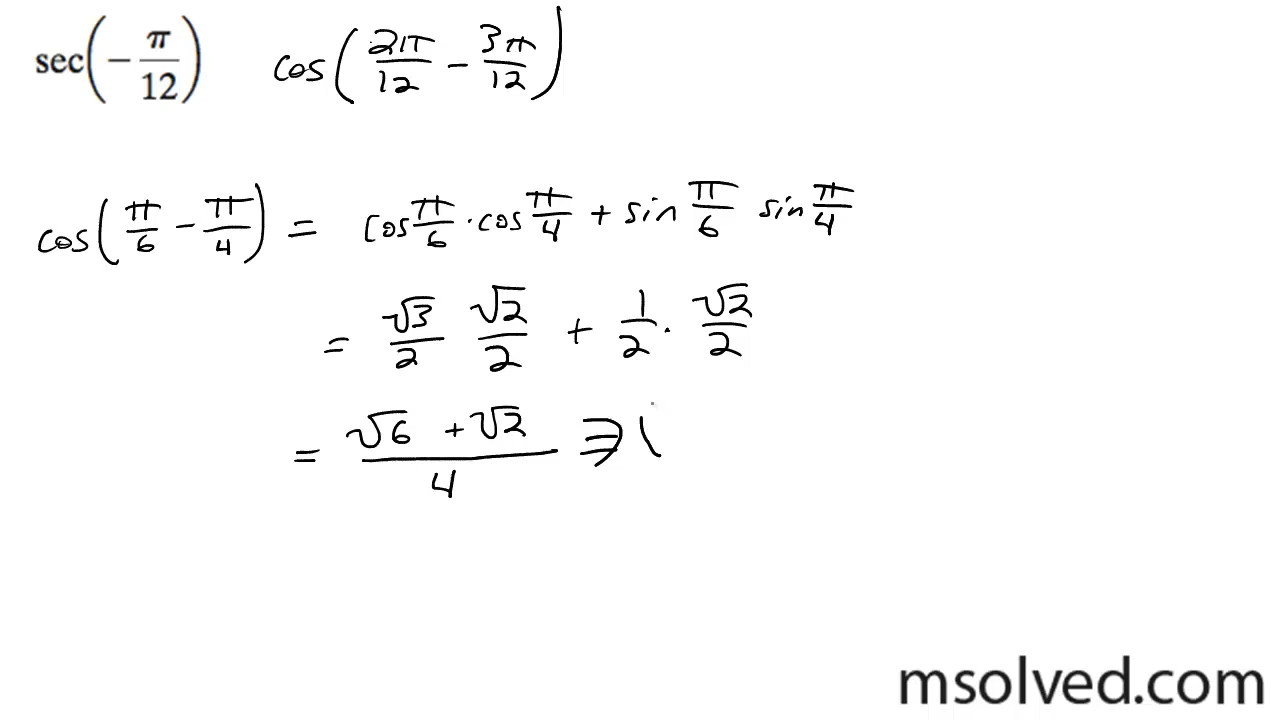 sec(−π/12) cos(2π/12 − 3π/12)
cos(π/6 − π/4) = cos π/6 · cos π/4 + sin π/6 sin π/4
= √3/2 √2/2 + 1/2 · √2/2
= (√6 + √2)/4 ⇒
msolved.com